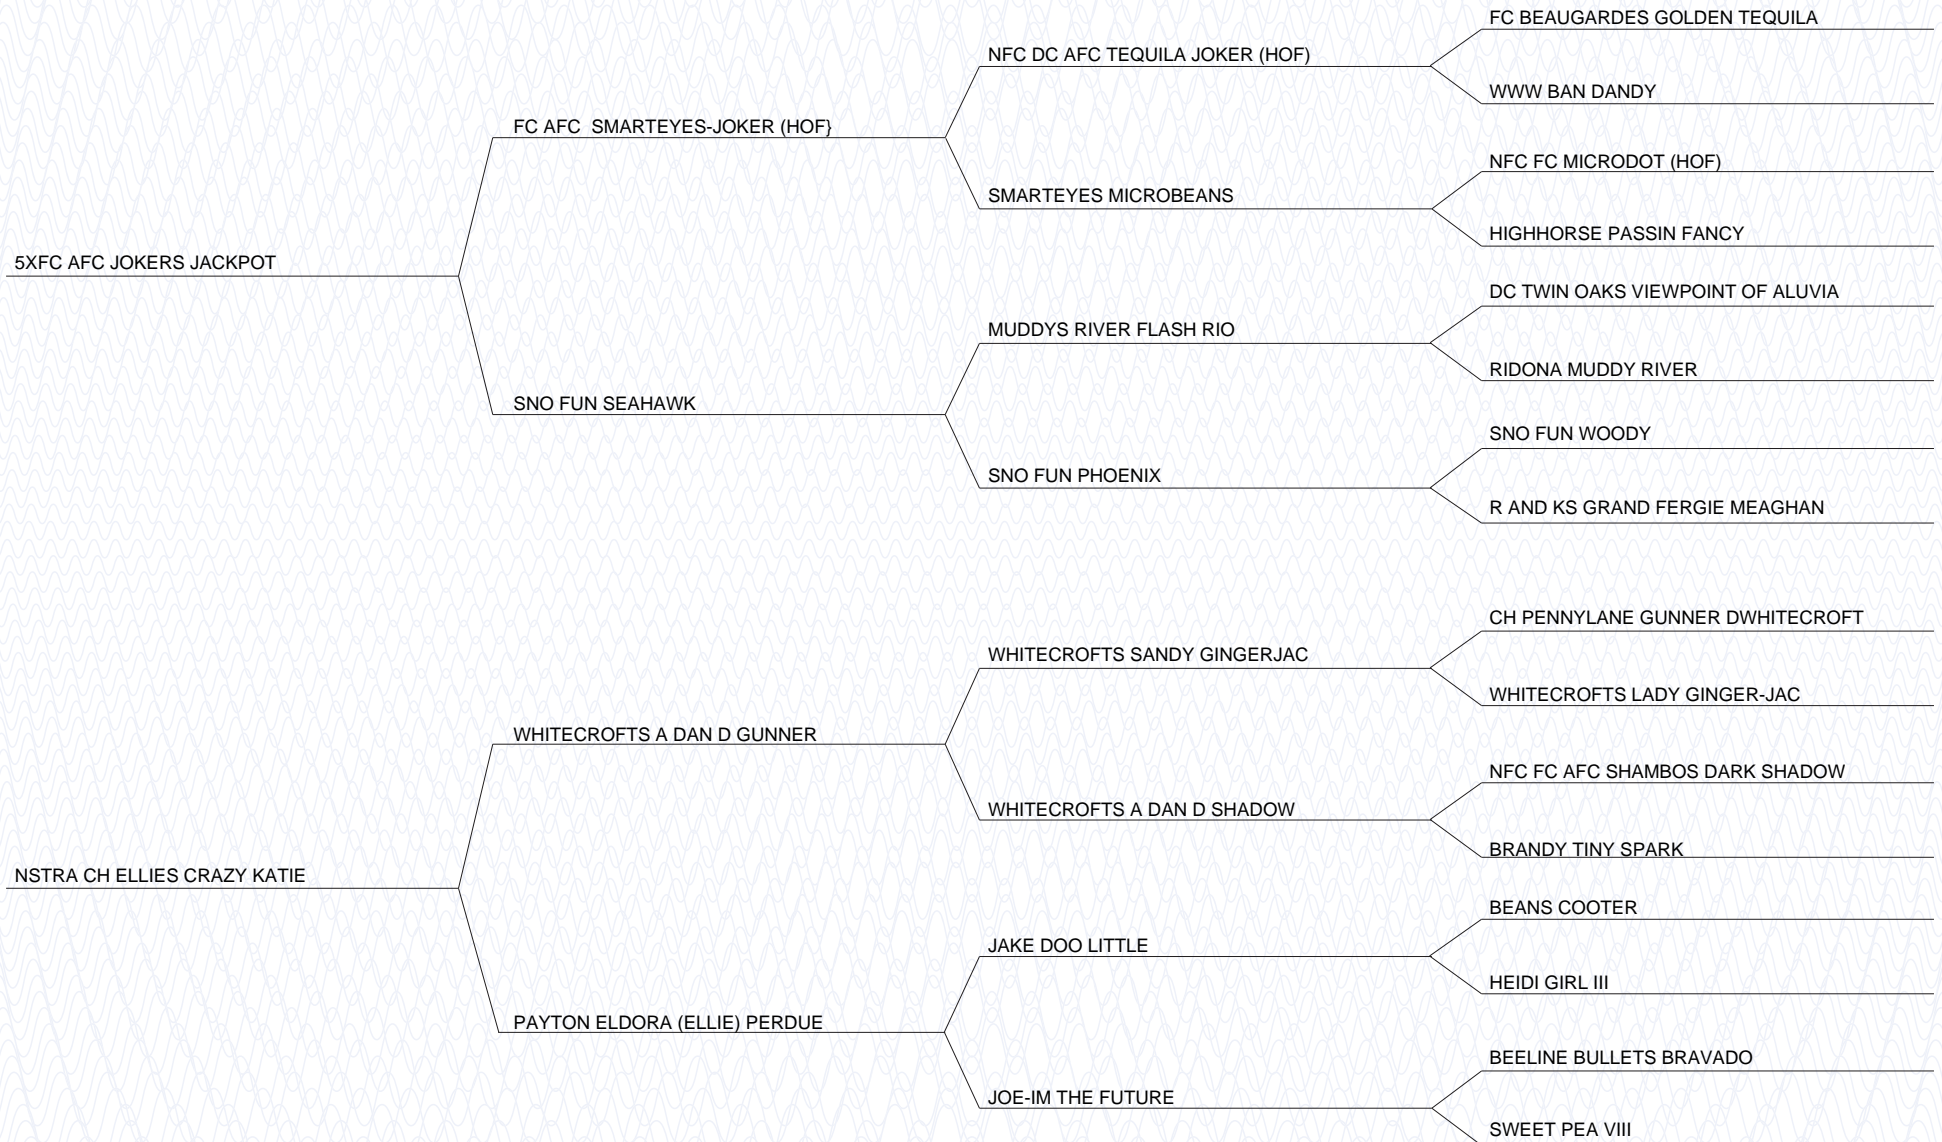 FC BEAUGARDES GOLDEN TEQUILA
NFC DC AFC TEQUILA JOKER (HOF)
WWW BAN DANDY
FC AFC  SMARTEYES-JOKER (HOF}
NFC FC MICRODOT (HOF)
SMARTEYES MICROBEANS
HIGHHORSE PASSIN FANCY
5XFC AFC JOKERS JACKPOT
DC TWIN OAKS VIEWPOINT OF ALUVIA
MUDDYS RIVER FLASH RIO
RIDONA MUDDY RIVER
SNO FUN SEAHAWK
SNO FUN WOODY
SNO FUN PHOENIX
R AND KS GRAND FERGIE MEAGHAN
CH PENNYLANE GUNNER DWHITECROFT
WHITECROFTS SANDY GINGERJAC
WHITECROFTS LADY GINGER-JAC
WHITECROFTS A DAN D GUNNER
NFC FC AFC SHAMBOS DARK SHADOW
WHITECROFTS A DAN D SHADOW
BRANDY TINY SPARK
NSTRA CH ELLIES CRAZY KATIE
BEANS COOTER
JAKE DOO LITTLE
HEIDI GIRL III
PAYTON ELDORA (ELLIE) PERDUE
BEELINE BULLETS BRAVADO
JOE-IM THE FUTURE
SWEET PEA VIII